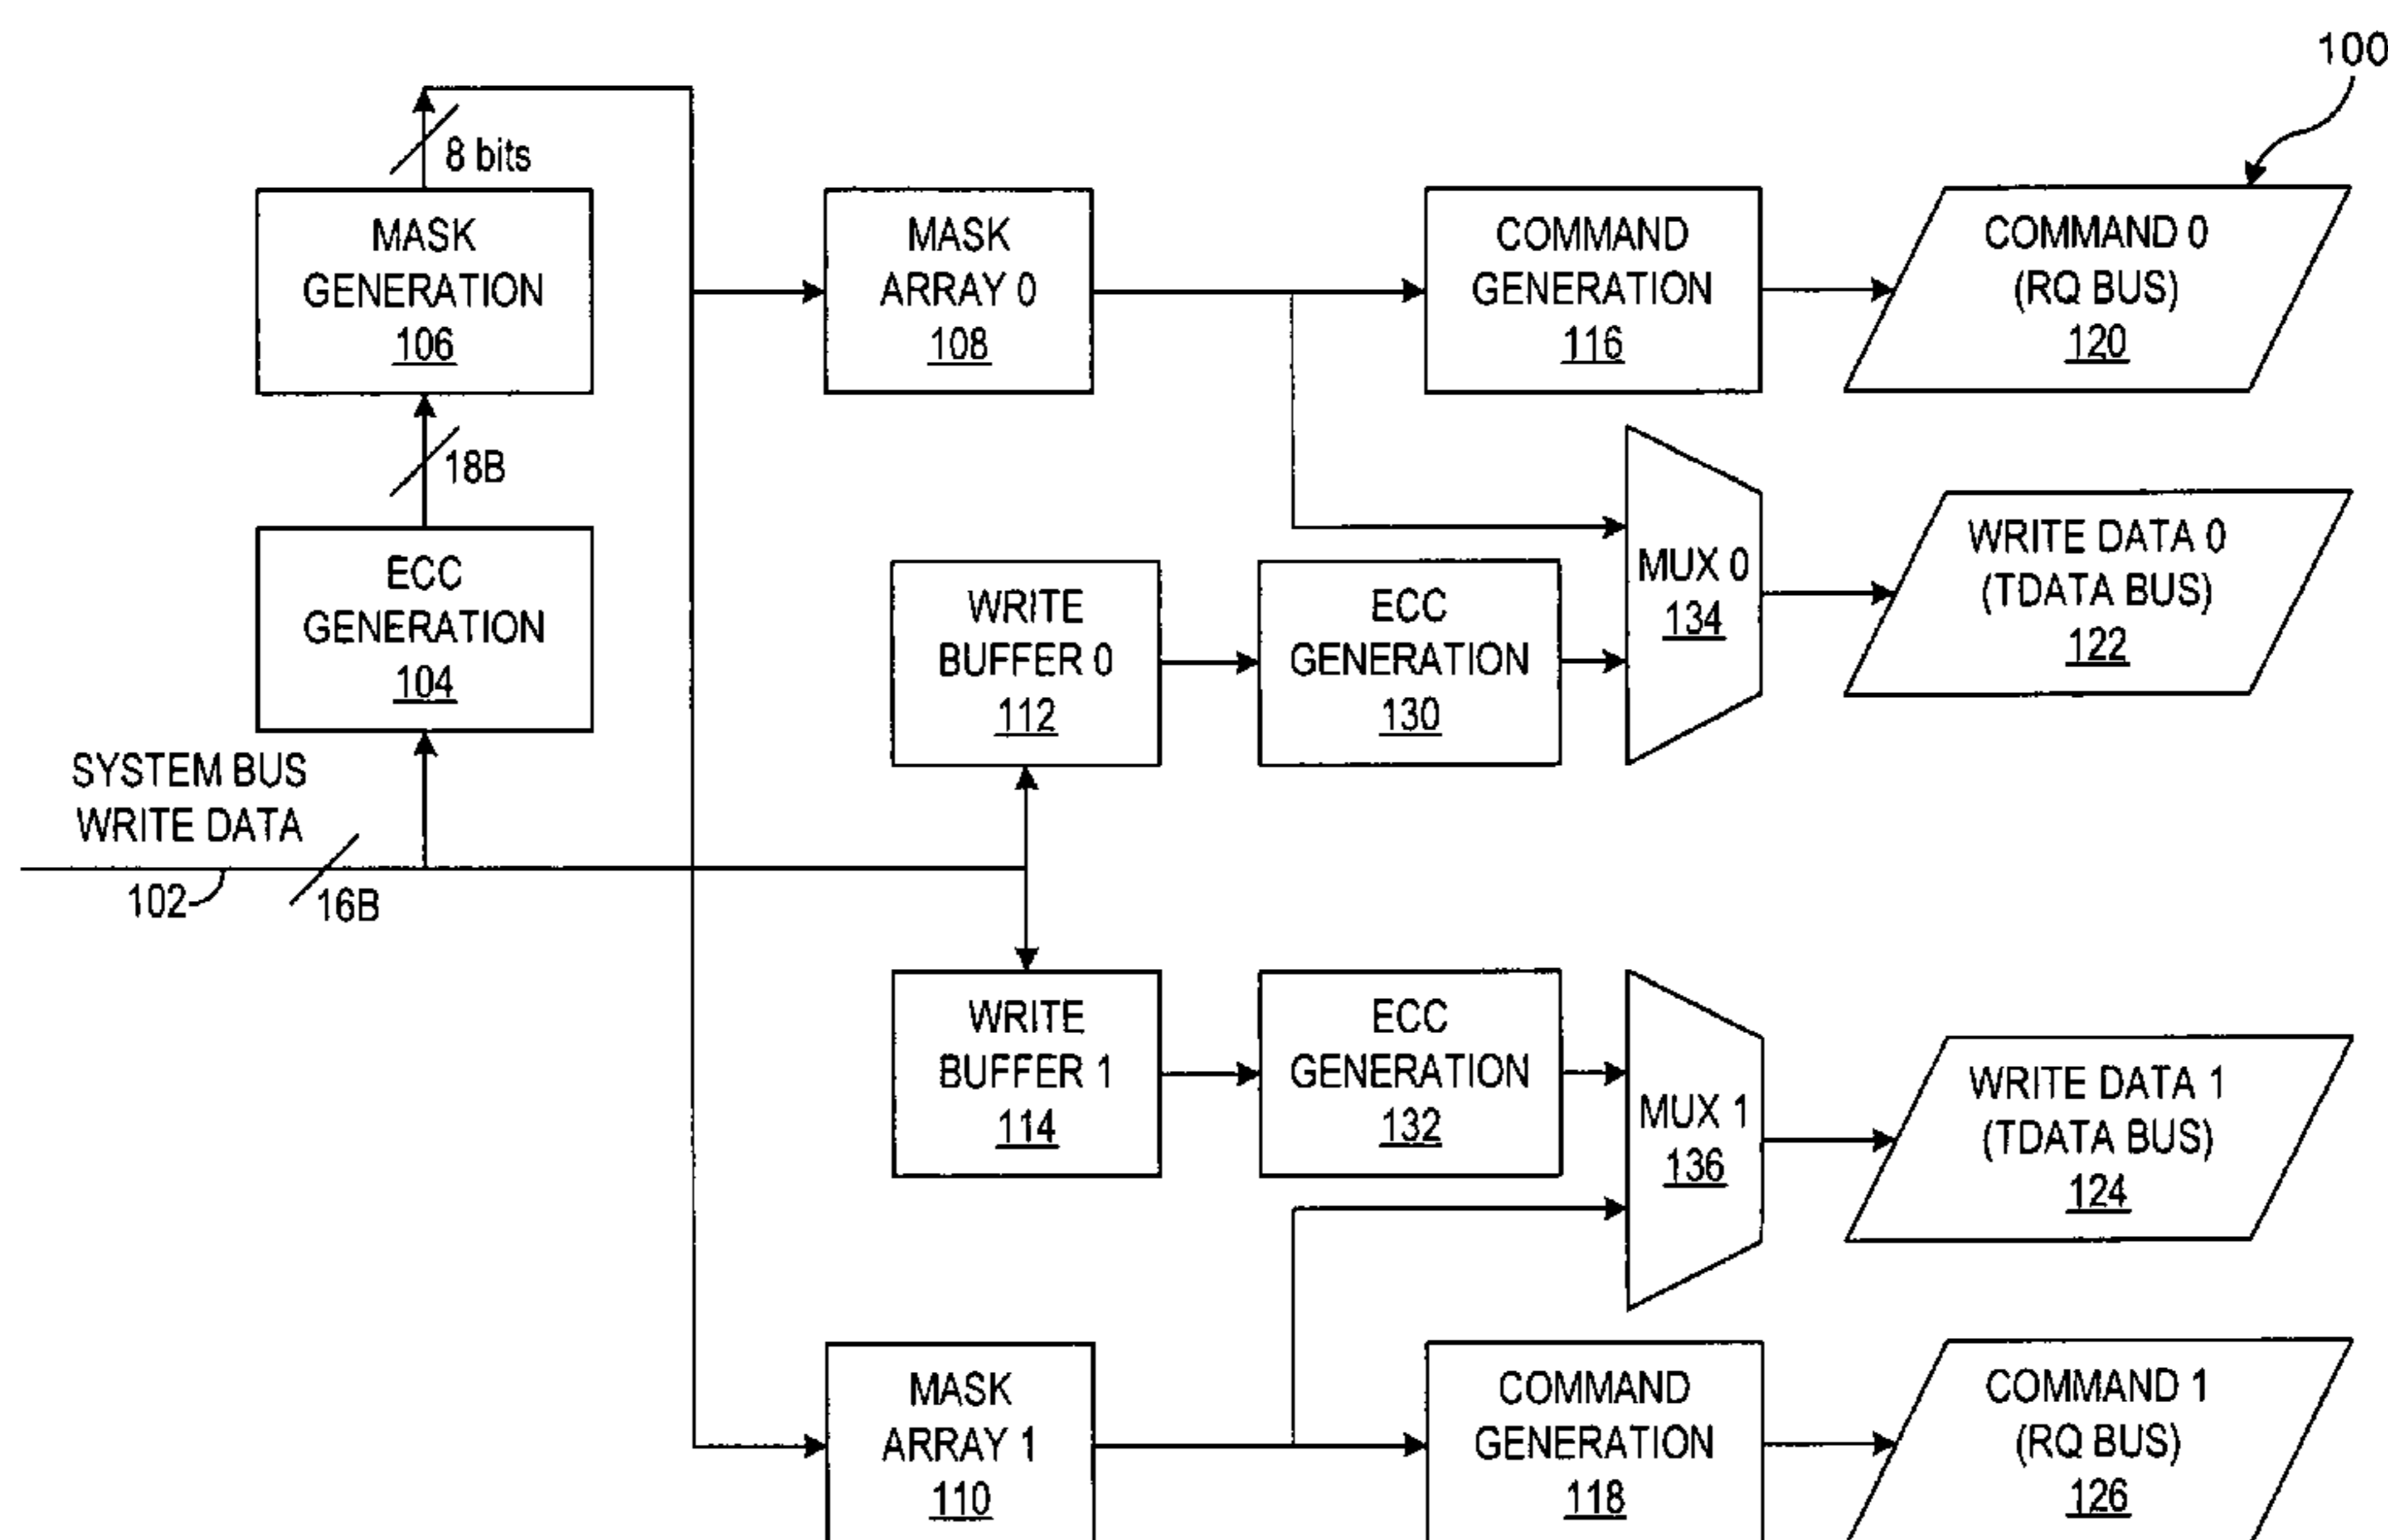 100
8 bits
MASK
GENERATION
106
MASK
ARRAY 0
108
COMMAND
GENERATION
116
COMMAND 0
(RQ BUS)
120
18B
ECC
GENERATION
104
WRITE
BUFFER 0
112
ECC
GENERATION
130
MUX 0
134
WRITE DATA 0
(TDATA BUS)
122
SYSTEM BUS
WRITE DATA
102
16B
WRITE
BUFFER 1
114
ECC
GENERATION
132
MUX 1
136
WRITE DATA 1
(TDATA BUS)
124
MASK
ARRAY 1
110
COMMAND
GENERATION
118
COMMAND 1
(RQ BUS)
126